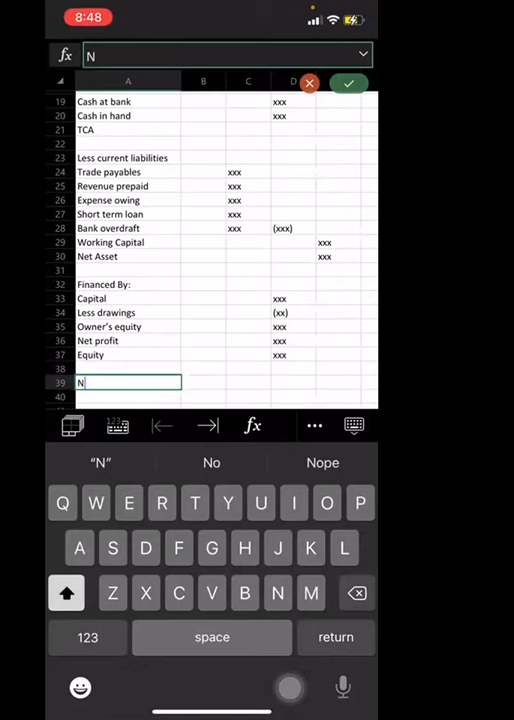 8:48
fx N
A B C D
19 Cash at bank xxx
20 Cash in hand xxx
21 TCA
22
23 Less current liabilities
24 Trade payables xxx
25 Revenue prepaid xxx
26 Expense owing xxx
27 Short term loan xxx
28 Bank overdraft xxx (xxx)
29 Working Capital xxx
30 Net Asset xxx
31
32 Financed By:
33 Capital xxx
34 Less drawings (xx)
35 Owner's equity xxx
36 Net profit xxx
37 Equity xxx
38
39 N
40
123 fx
“N” No Nope
Q W E R T Y U I O P
A S D F G H J K L
Z X C V B N M
123 space return